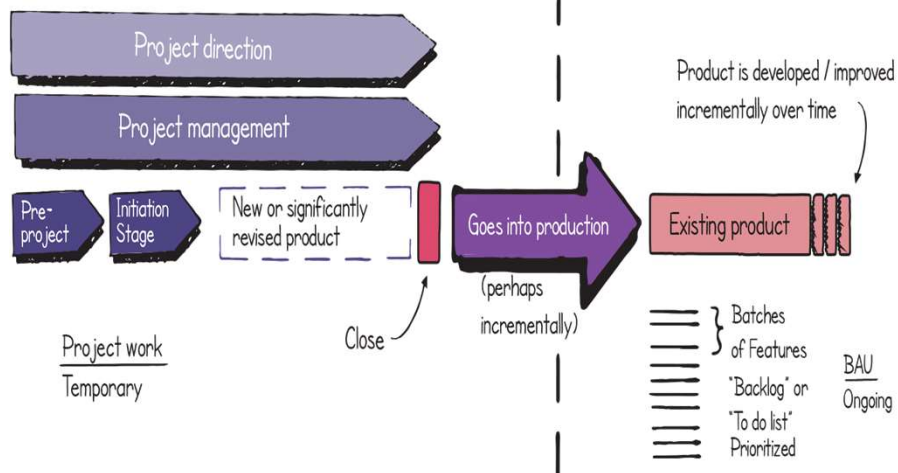 Project direction
Project management
Pre-
project
Initiation
Stage
New or significantly
revised product
Close
Goes into production
(perhaps
incrementally)
Project work
Temporary
Product is developed / improved
incrementally over time
Existing product
Batches
of Features
"Backlog" or
"To do list"
Prioritized
BAU
Ongoing